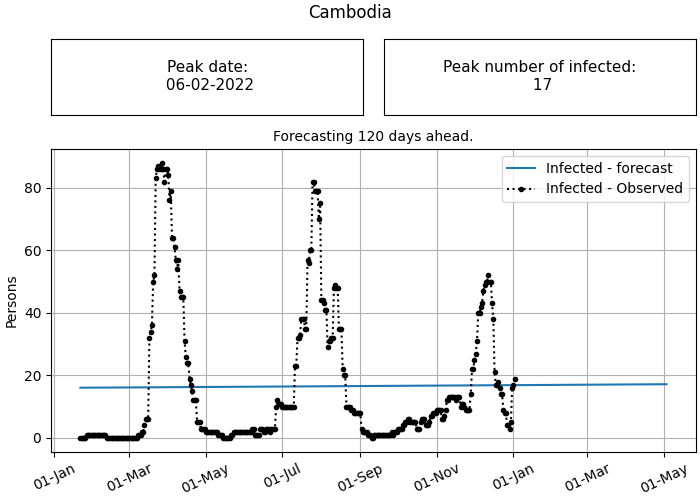 Cambodia
Peak date:
06-02-2022
Peak number of infected:
17
Forecasting 120 days ahead.
Infected - forecast
Infected - Observed
Persons
80
60
40
20
0
01-Jan
01-Mar
01-May
01-Jul
01-Sep
01-Nov
01-Jan
01-Mar
01-May